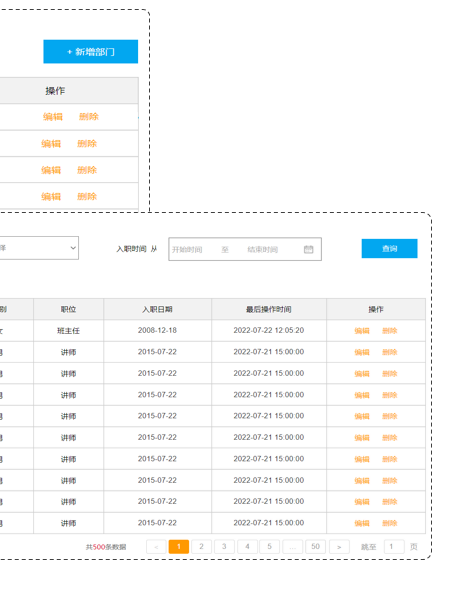 + 新增部门
操作
编辑 删除
编辑 删除
编辑 删除
编辑 删除
择 入职时间 从 开始时间 至 结束时间 查询
别 职位 入职日期 最后操作时间 操作
女 班主任 2008-12-18 2022-07-22 12:05:20 编辑 删除
讲师 2015-07-22 2022-07-21 15:00:00 编辑 删除
讲师 2015-07-22 2022-07-21 15:00:00 编辑 删除
讲师 2015-07-22 2022-07-21 15:00:00 编辑 删除
讲师 2015-07-22 2022-07-21 15:00:00 编辑 删除
讲师 2015-07-22 2022-07-21 15:00:00 编辑 删除
讲师 2015-07-22 2022-07-21 15:00:00 编辑 删除
讲师 2015-07-22 2022-07-21 15:00:00 编辑 删除
讲师 2015-07-22 2022-07-21 15:00:00 编辑 删除
讲师 2015-07-22 2022-07-21 15:00:00 编辑 删除
共500条数据 < 1 2 3 4 5 ... 50 > 跳至 1 页